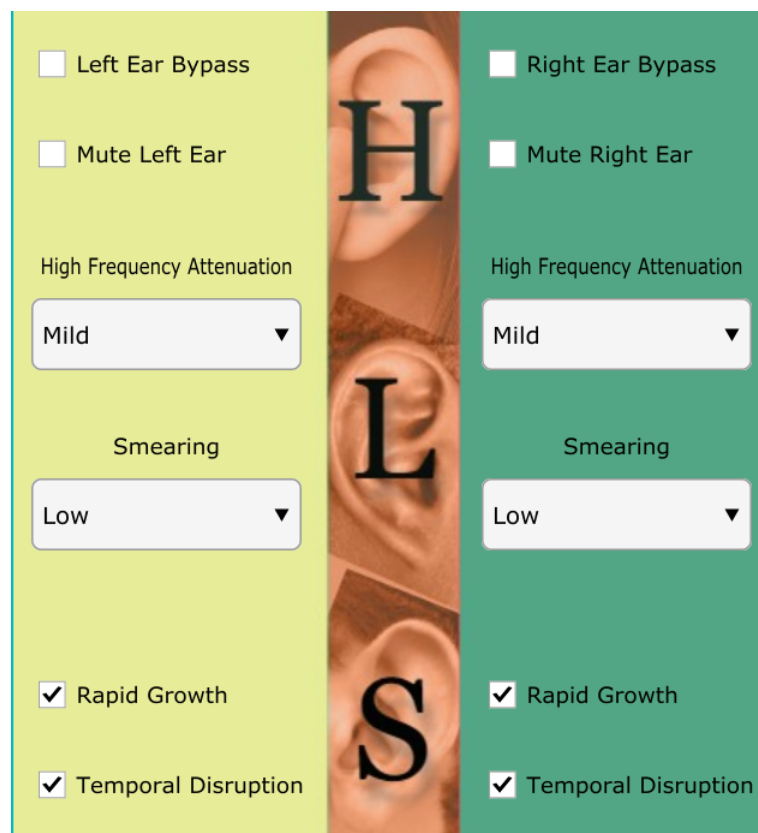 Left Ear Bypass
Mute Left Ear
High Frequency Attenuation
Mild
Smearing
Low
Rapid Growth
Temporal Disruption
H
L
S
Right Ear Bypass
Mute Right Ear
High Frequency Attenuation
Mild
Smearing
Low
Rapid Growth
Temporal Disruption